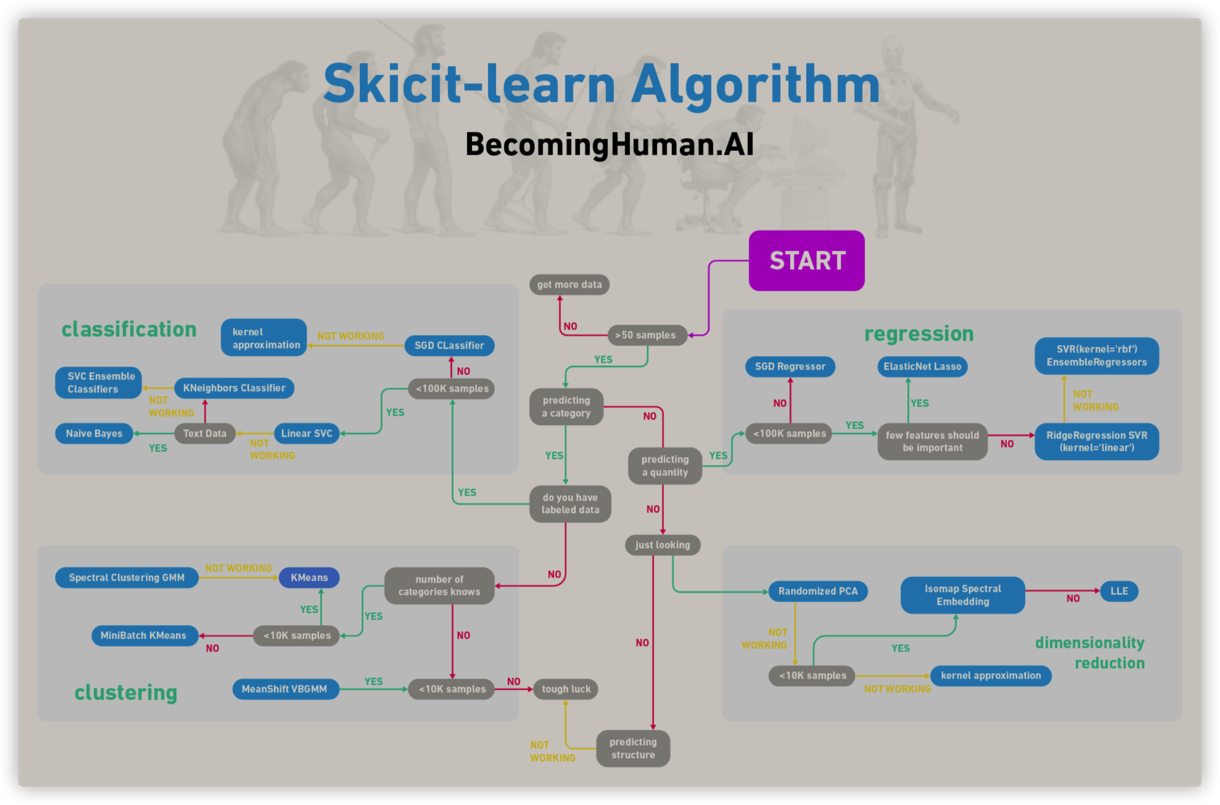 Skicit-learn Algorithm
BecomingHuman.AI
START
get more data
NO
>50 samples
YES
classification
kernel
approximation
NOT WORKING
SGD CLassifier
NO
SVC Ensemble
Classifiers
KNeighbors Classifier
<100K samples
NOT
WORKING
YES
Naive Bayes
YES
Text Data
NOT
WORKING
Linear SVC
predicting
a category
NO
YES
regression
SGD Regressor
ElasticNet Lasso
SVR(kernel='rbf')
EnsembleRegressors
NO
YES
NOT
WORKING
<100K samples
YES
few features should
be important
NO
RidgeRegression SVR
(kernel='linear')
predicting
a quantity
YES
YES
do you have
labeled data
NO
just looking
NO
Spectral Clustering GMM
NOT WORKING
KMeans
number of
categories knows
YES
YES
MiniBatch KMeans
NO
<10K samples
NO
clustering
MeanShift VBGMM
YES
<10K samples
NO
tough luck
NO
NOT
WORKING
predicting
structure
Randomized PCA
Isomap Spectral
Embedding
NO
LLE
NOT
WORKING
YES
dimensionality
reduction
<10K samples
NOT WORKING
kernel approximation